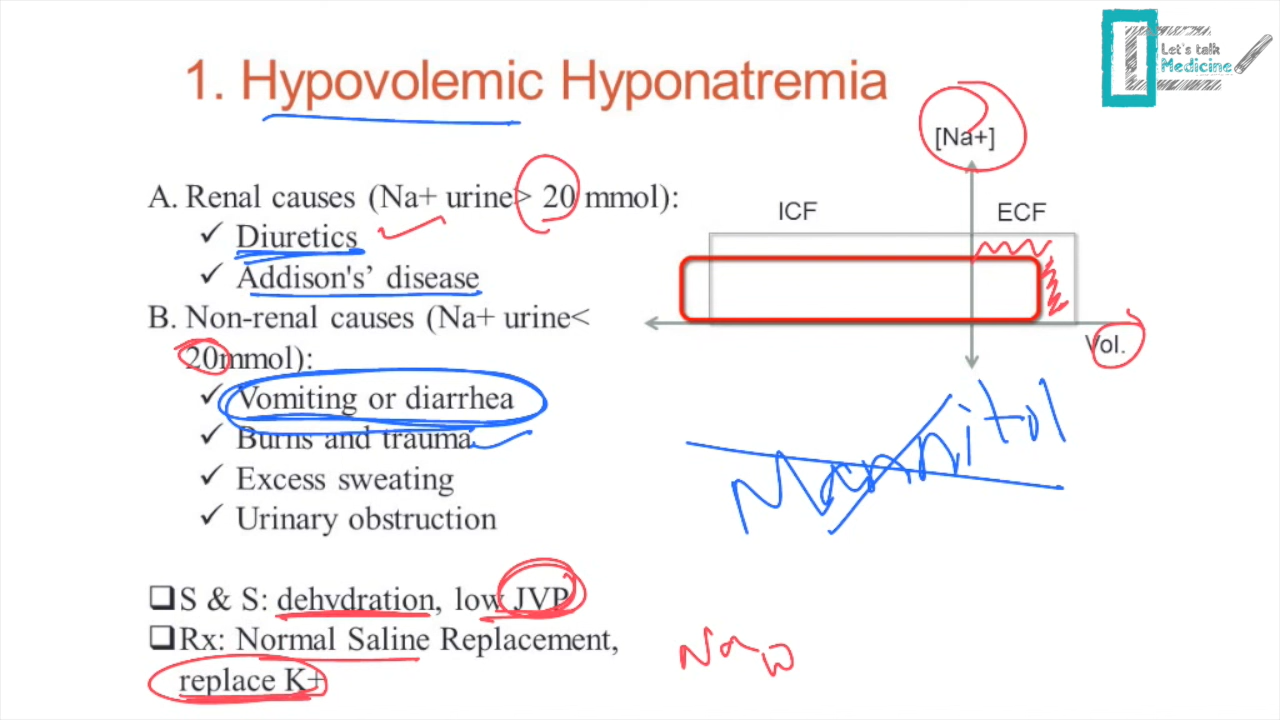 Let's talk
Medicine
1. Hypovolemic Hyponatremia
[Na+]
A. Renal causes (Na+ urine> 20 mmol):
✓ Diuretics
✓ Addison's’ disease
B. Non-renal causes (Na+ urine<
20mmol):
✓ Vomiting or diarrhea
✓ Burns and trauma
✓ Excess sweating
✓ Urinary obstruction
ICF
ECF
Vol.
Mannitol
❑S & S: dehydration, low JVP
❑Rx: Normal Saline Replacement,
replace K+
Na